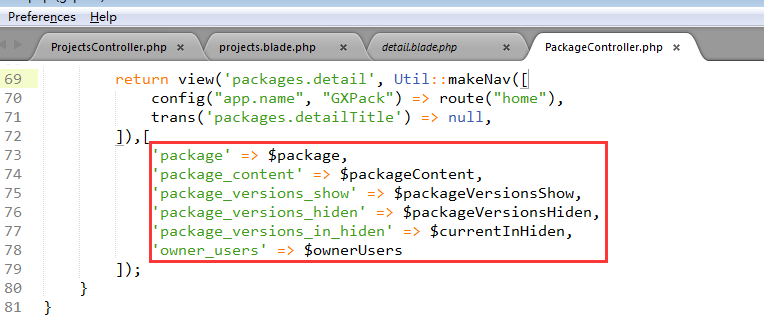 Preferences Help
ProjectsController.php × projects.blade.php × detail.blade.php × PackageController.php ×
69 return view('packages.detail', Util::makeNav([
70 config("app.name", "GXPack") => route("home"),
71 trans('packages.detailTitle') => null,
72 ]),[
73 'package' => $package,
74 'package_content' => $packageContent,
75 'package_versions_show' => $packageVersionsShow,
76 'package_versions_hiden' => $packageVersionsHiden,
77 'package_versions_in_hiden' => $currentInHiden,
78 'owner_users' => $ownerUsers
79 ]);
80 }
81 }